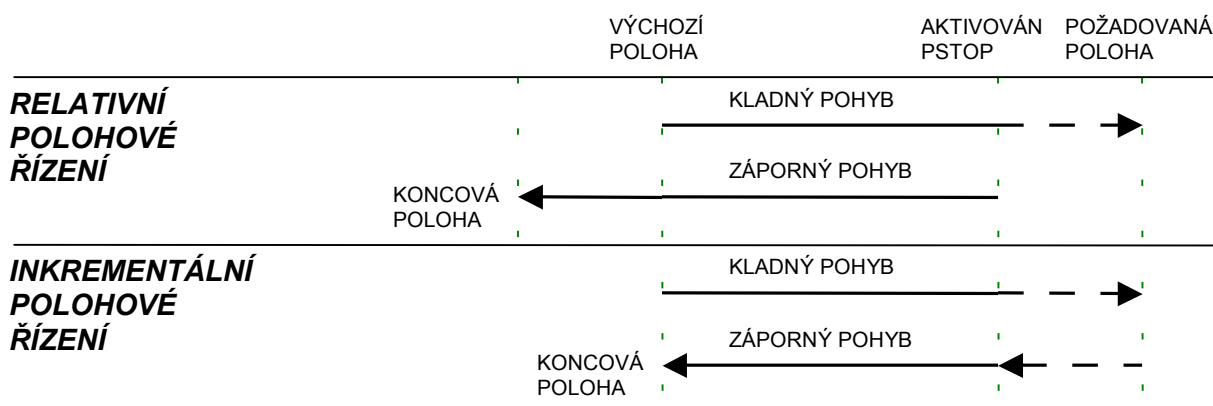 VÝCHOZÍ
POLOHA
AKTIVOVÁN
PSTOP
POŽADOVANÁ
POLOHA
RELATIVNÍ
POLOHOVÉ
ŘÍZENÍ
KLADNÝ POHYB
ZÁPORNÝ POHYB
KONCOVÁ
POLOHA
INKREMENTÁLNÍ
POLOHOVÉ
ŘÍZENÍ
KLADNÝ POHYB
ZÁPORNÝ POHYB
KONCOVÁ
POLOHA